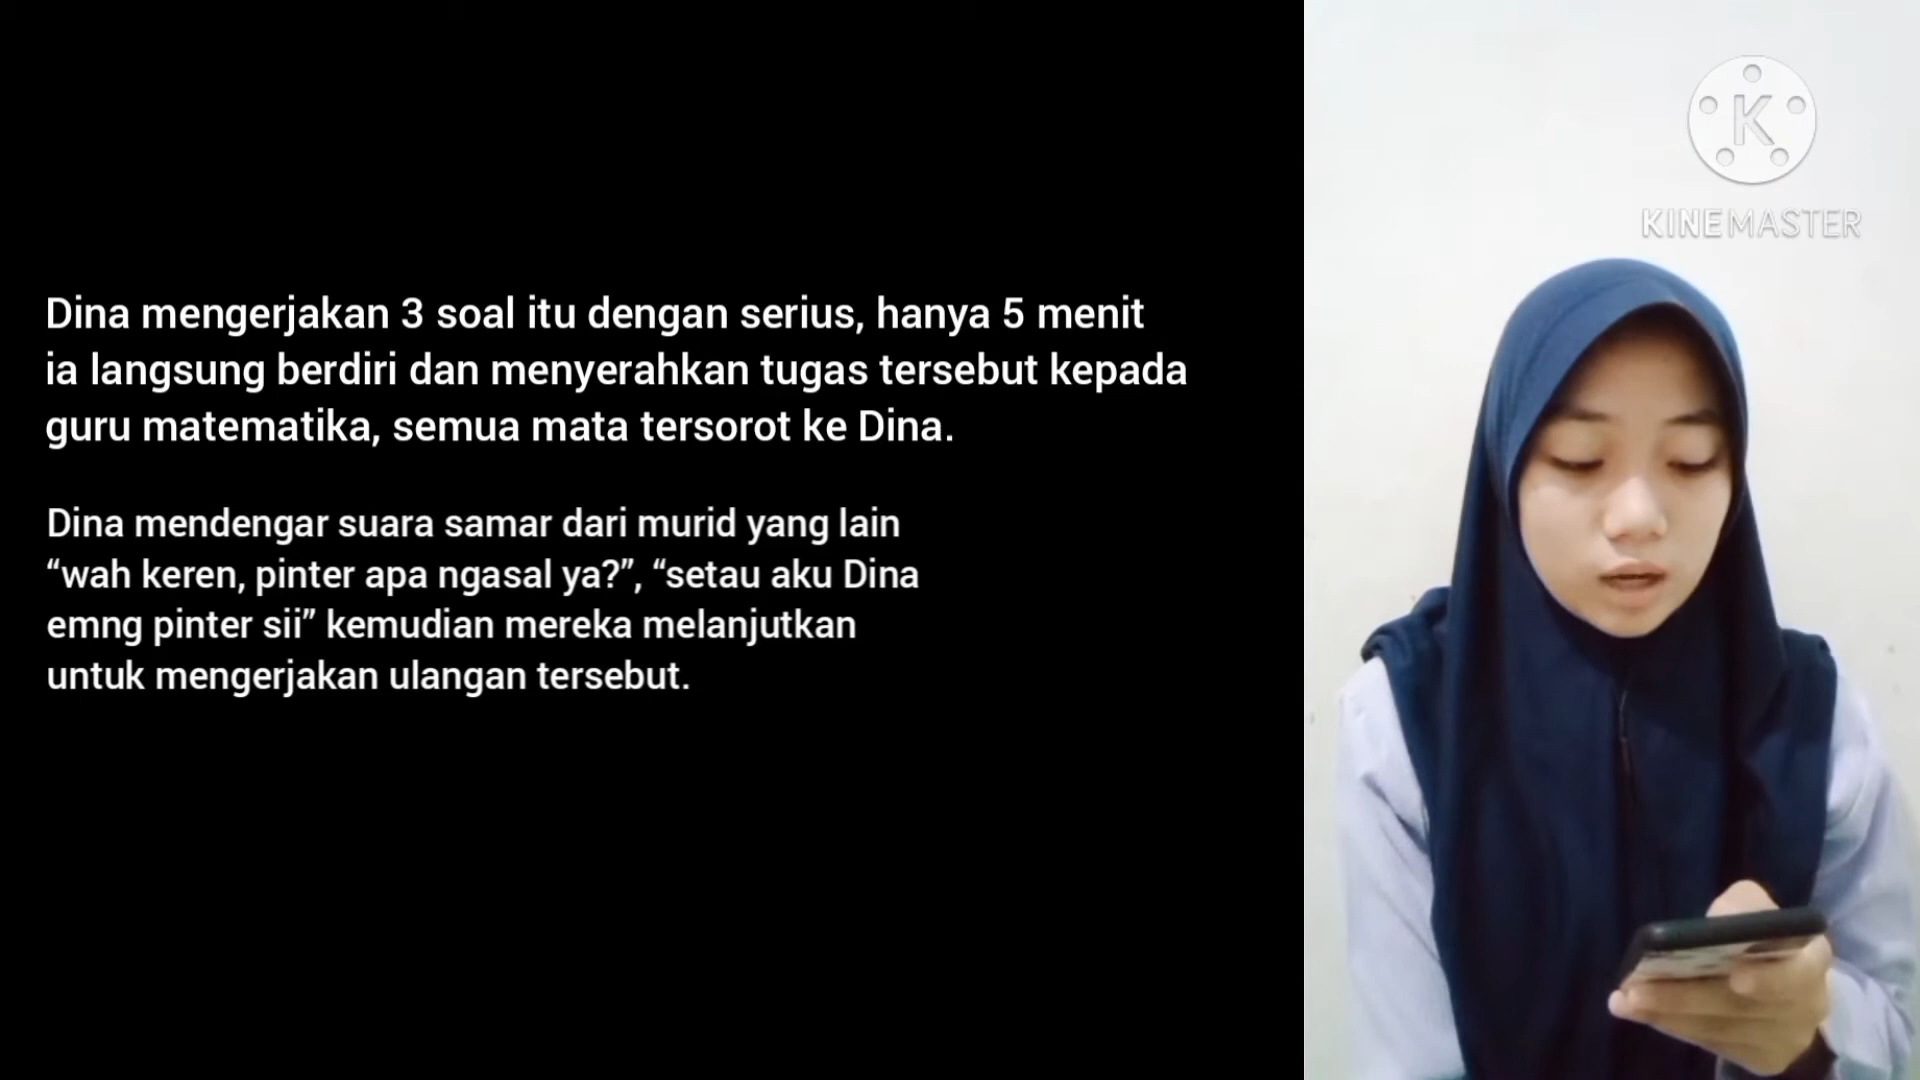 Dina mengerjakan 3 soal itu dengan serius, hanya 5 menit
ia langsung berdiri dan menyerahkan tugas tersebut kepada
guru matematika, semua mata tersorot ke Dina.
Dina mendengar suara samar dari murid yang lain
“wah keren, pinter apa ngasal ya?”, “setau aku Dina
emng pinter sii” kemudian mereka melanjutkan
untuk mengerjakan ulangan tersebut.
K
KINEMASTER